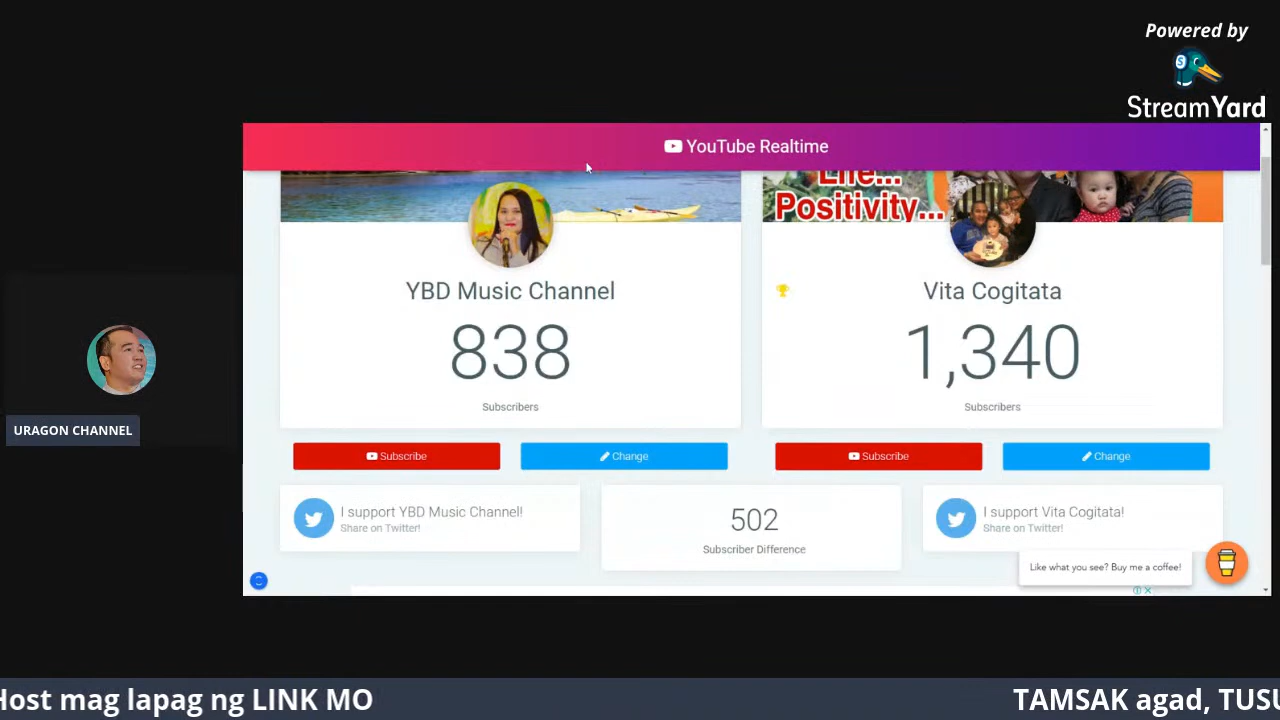 Powered by
StreamYard
YouTube Realtime
Life...
Positivity...
YBD Music Channel
838
Subscribers
Subscribe
Change
Vita Cogitata
1,340
Subscribers
Subscribe
Change
I support YBD Music Channel!
Share on Twitter!
502
Subscriber Difference
I support Vita Cogitata!
Share on Twitter!
Like what you see? Buy me a coffee!
URAGON CHANNEL
Host mag lapag ng LINK MO
TAMSAK agad, TUSU